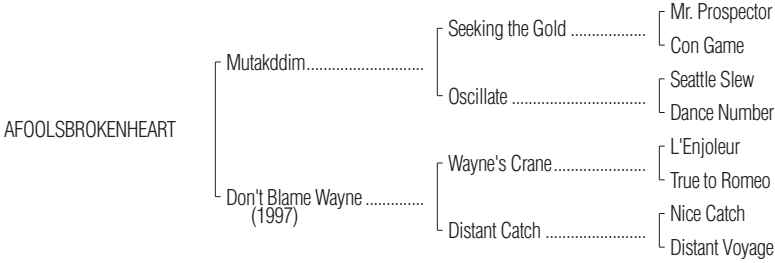 Mr. Prospector
Seeking the Gold ..................
Con Game
Mutakddim...........................
Seattle Slew
Oscillate ................................
Dance Number
AFOOLSBROKENHEART
L'Enjoleur
Wayne's Crane......................
True to Romeo
Don't Blame Wayne ..............
(1997)
Nice Catch
Distant Catch ........................
Distant Voyage